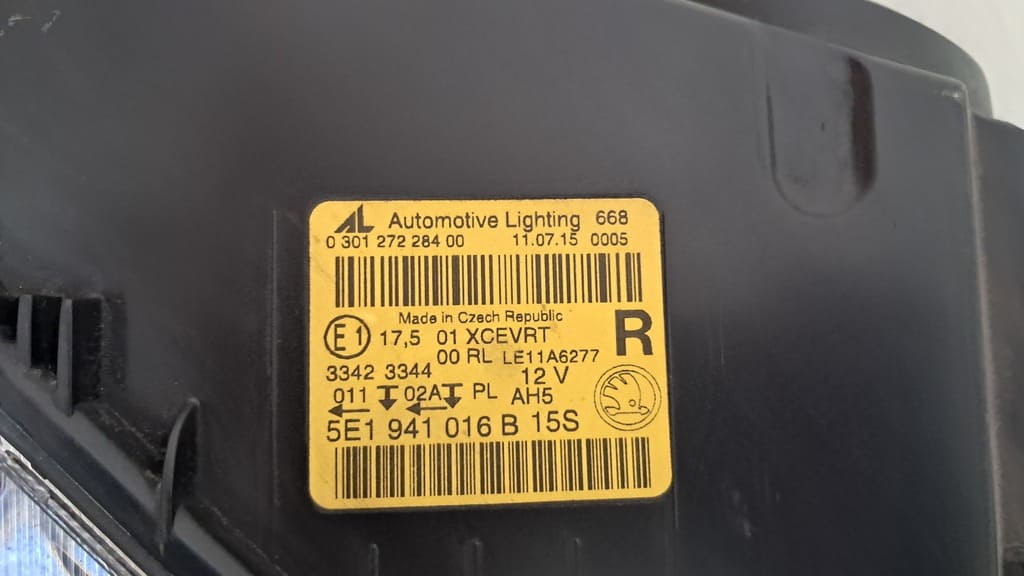 AL Automotive Lighting 668
0 301 272 284 00 11.07.15 0005
Made in Czech Republic
E1 17,5 01 XCEVRT R
00 RL LE11A6277
3342 3344 12 V
011 02A PL AH5
5E1 941 016 B 15S